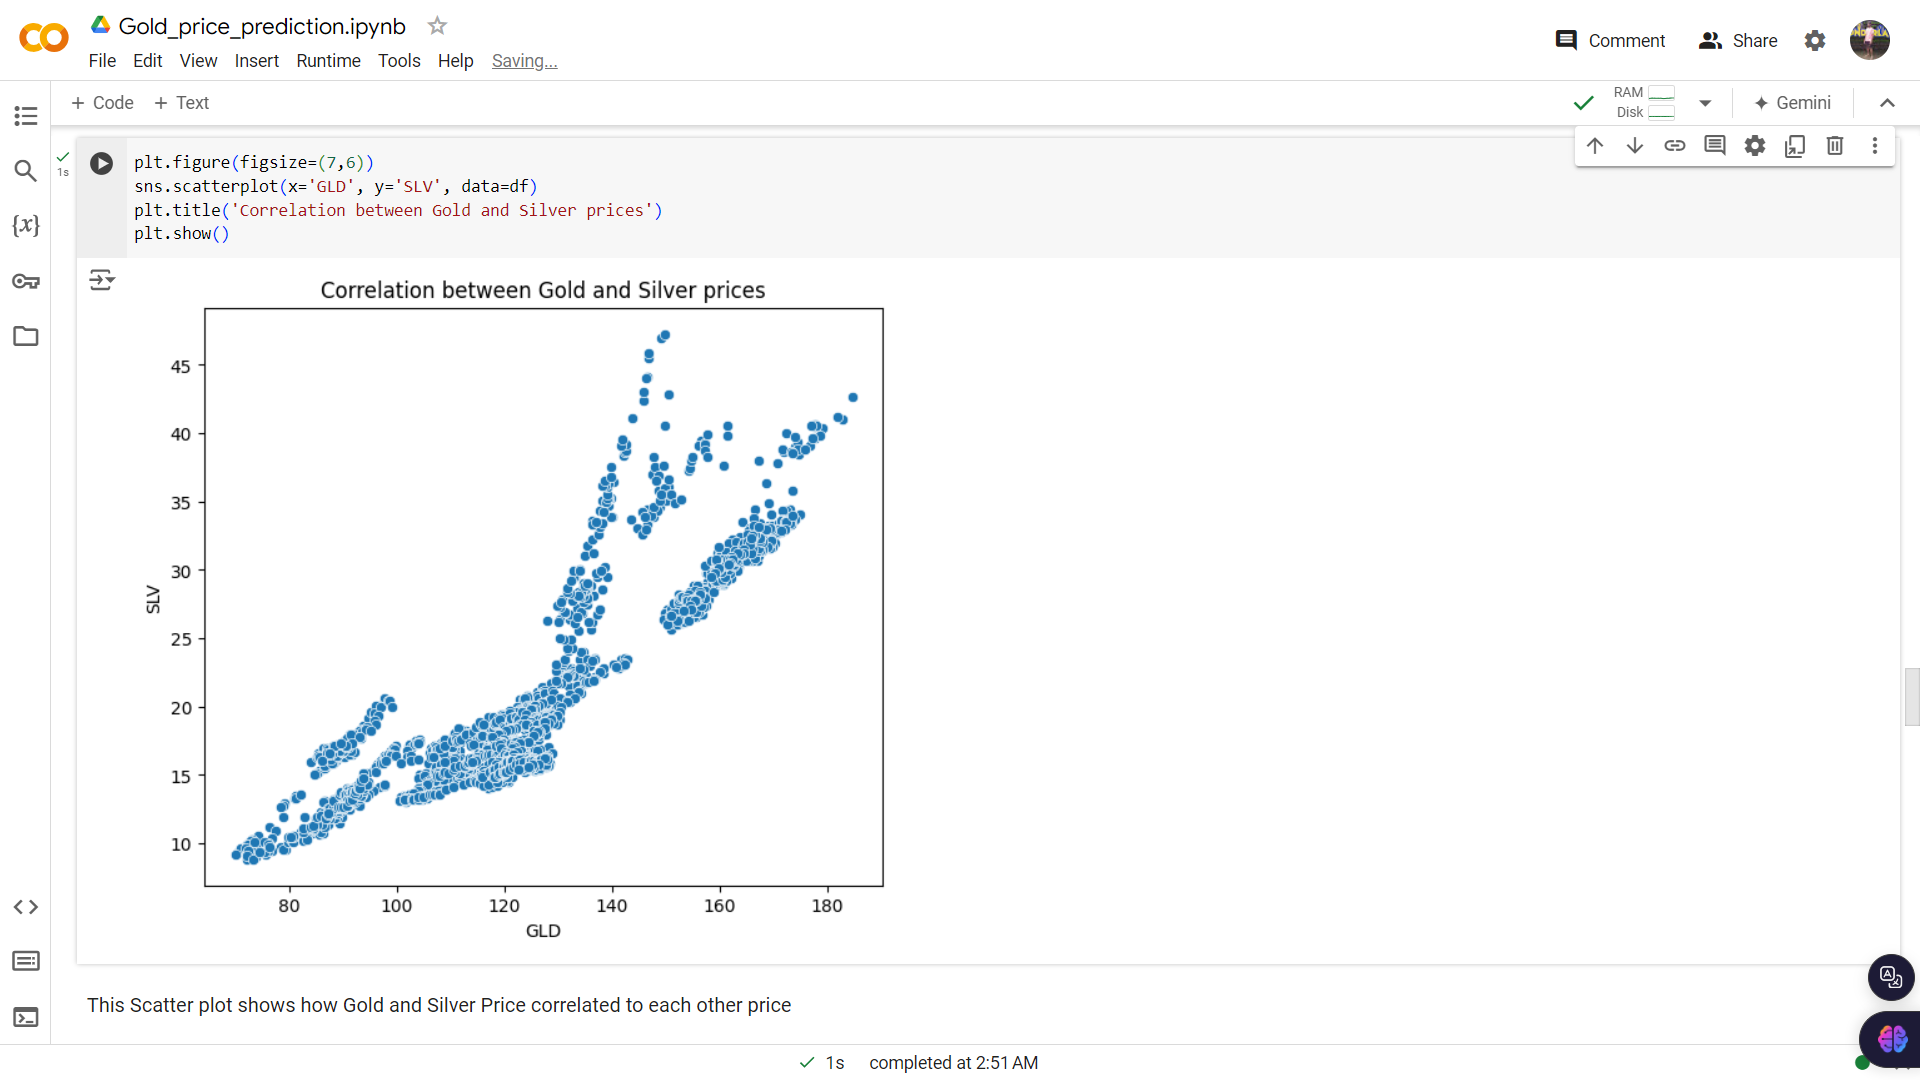 Gold_price_prediction.ipynb
File Edit View Insert Runtime Tools Help Saving...
Comment Share
+ Code + Text
RAM
Disk
Gemini
1s
plt.figure(figsize=(7,6))
sns.scatterplot(x='GLD', y='SLV', data=df)
plt.title('Correlation between Gold and Silver prices')
plt.show()
{x}
Correlation between Gold and Silver prices
45
40
35
30
25
20
15
10
SLV
80 100 120 140 160 180
GLD
This Scatter plot shows how Gold and Silver Price correlated to each other price
1s completed at 2:51 AM